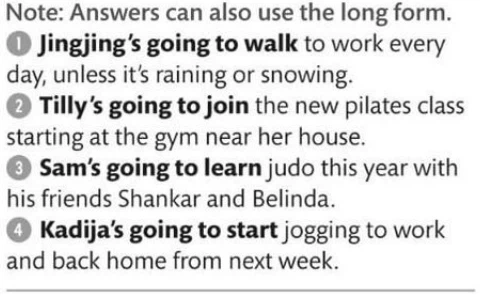 Note: Answers can also use the long form.
1 Jingjing's going to walk to work every
day, unless it's raining or snowing.
2 Tilly's going to join the new pilates class
starting at the gym near her house.
3 Sam's going to learn judo this year with
his friends Shankar and Belinda.
4 Kadija's going to start jogging to work
and back home from next week.